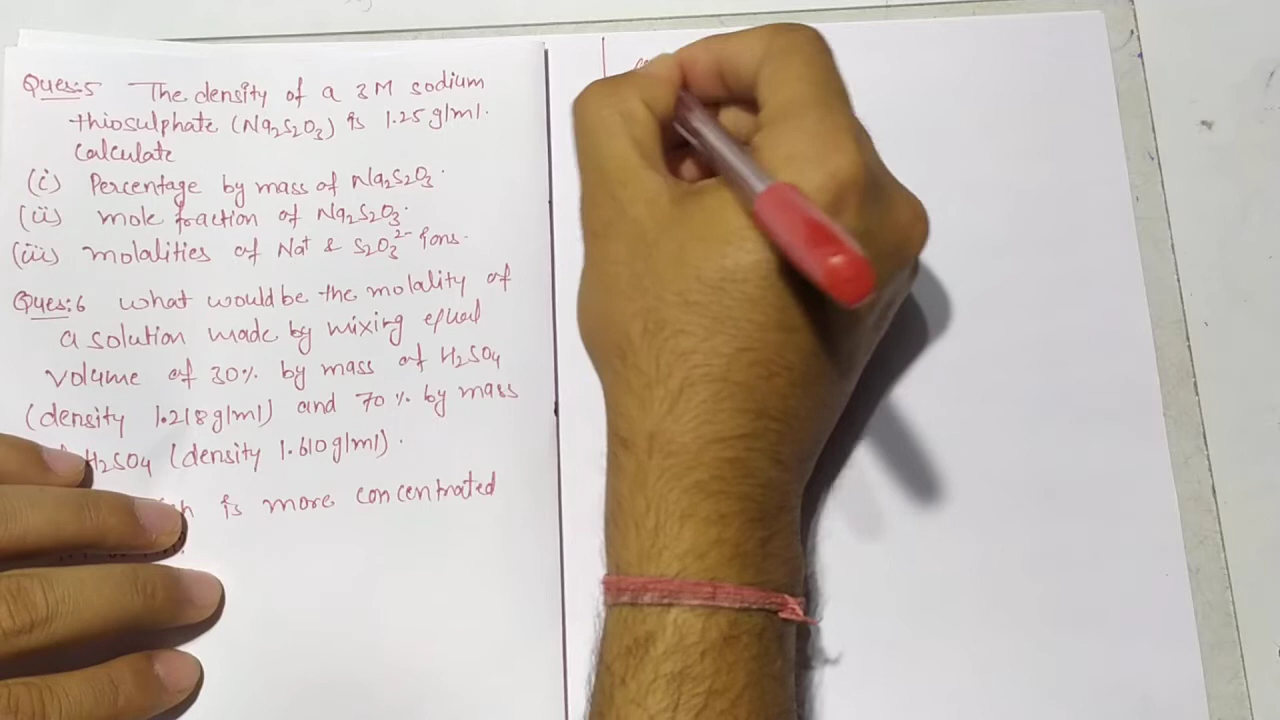 Ques:5 The density of a 3M sodium
thiosulphate (Na2S2O3) is 1.25 g/ml.
Calculate
(i) Percentage by mass of Na2S2O3.
(ii) mole fraction of Na2S2O3.
(iii) molalities of Na+ & S2O3 2- ions.
Ques:6 what would be the molality of
a solution made by mixing equal
volume of 30% by mass of H2SO4
(density 1.218 g/ml) and 70% by mass
H2SO4 (density 1.610 g/ml).
is more concentrated